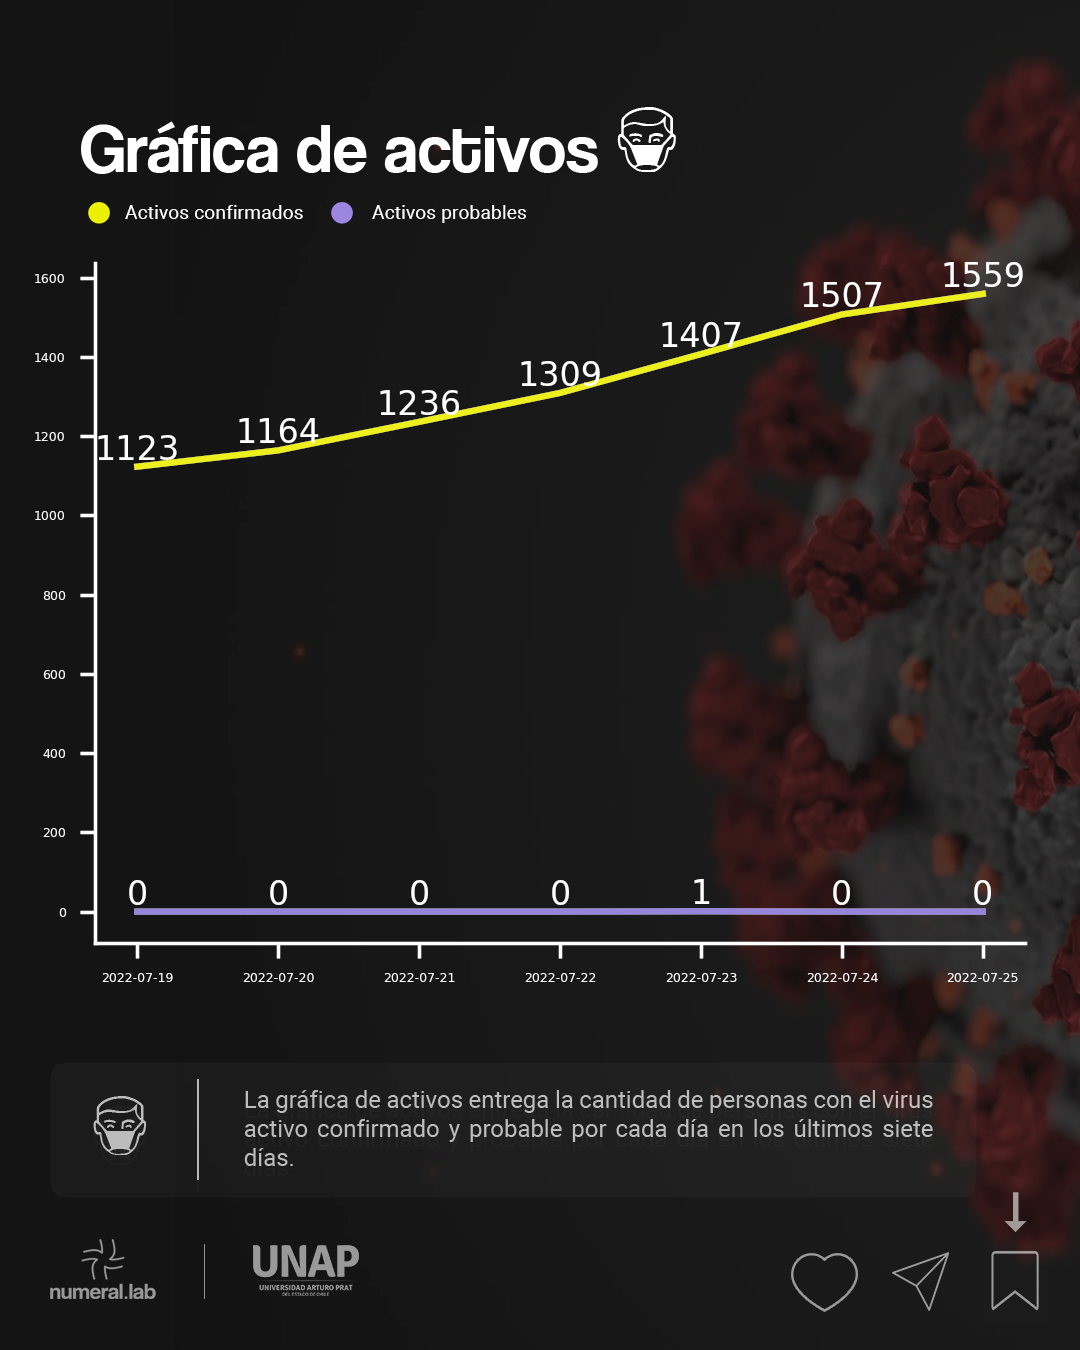 Gráfica de activos
Activos confirmados Activos probables
1600
1400
1200
1000
800
600
400
200
0
1123 1164 1236 1309 1407 1507 1559
0 0 0 0 1 0 0
2022-07-19 2022-07-20 2022-07-21 2022-07-22 2022-07-23 2022-07-24 2022-07-25
La gráfica de activos entrega la cantidad de personas con el virus
activo confirmado y probable por cada día en los últimos siete
días.
numeral.lab
UNAP
UNIVERSIDAD ARTURO PRAT
DEL ESTADO DE CHILE